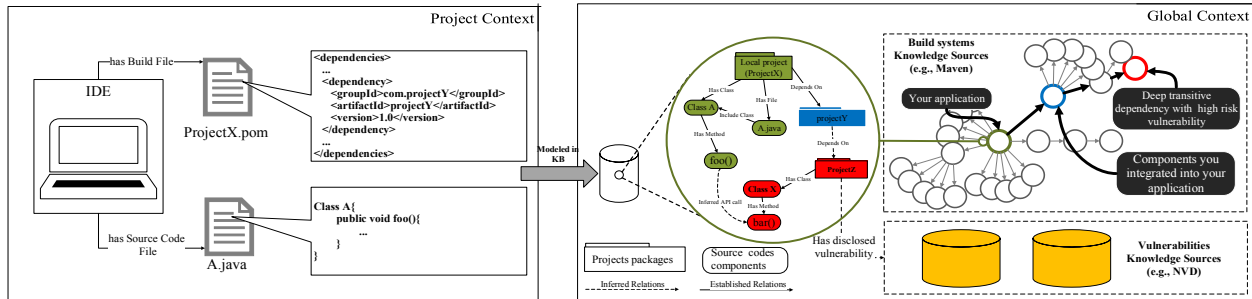 Project Context
IDE
has Build File
ProjectX.pom
<dependencies>
...
<dependency>
<groupId>com.projectY</groupId>
<artifactId>projectY</artifactId>
<version>1.0</version>
</dependency>
...
</dependencies>
has Source Code
File
A.java
Class A{
public void foo(){
...
}
}
Modeled in
KB
Global Context
Local project
(ProjectX)
Has Class
Has File
Depends On
Class A
Include Class
A.java
projectY
Has Method
Depends On
foo()
ProjectZ
Has Class
Class X
Inferred API call
Has Method
bar()
Has disclosed
vulnerability
Projects packages
Source codes
components
Inferred Relations
Established Relations
Build systems
Knowledge Sources
(e.g., Maven)
Your application
Deep transitive
dependency with high risk
vulnerability
Components you
integrated into your
application
Vulnerabilities
Knowledge Sources
(e.g., NVD)